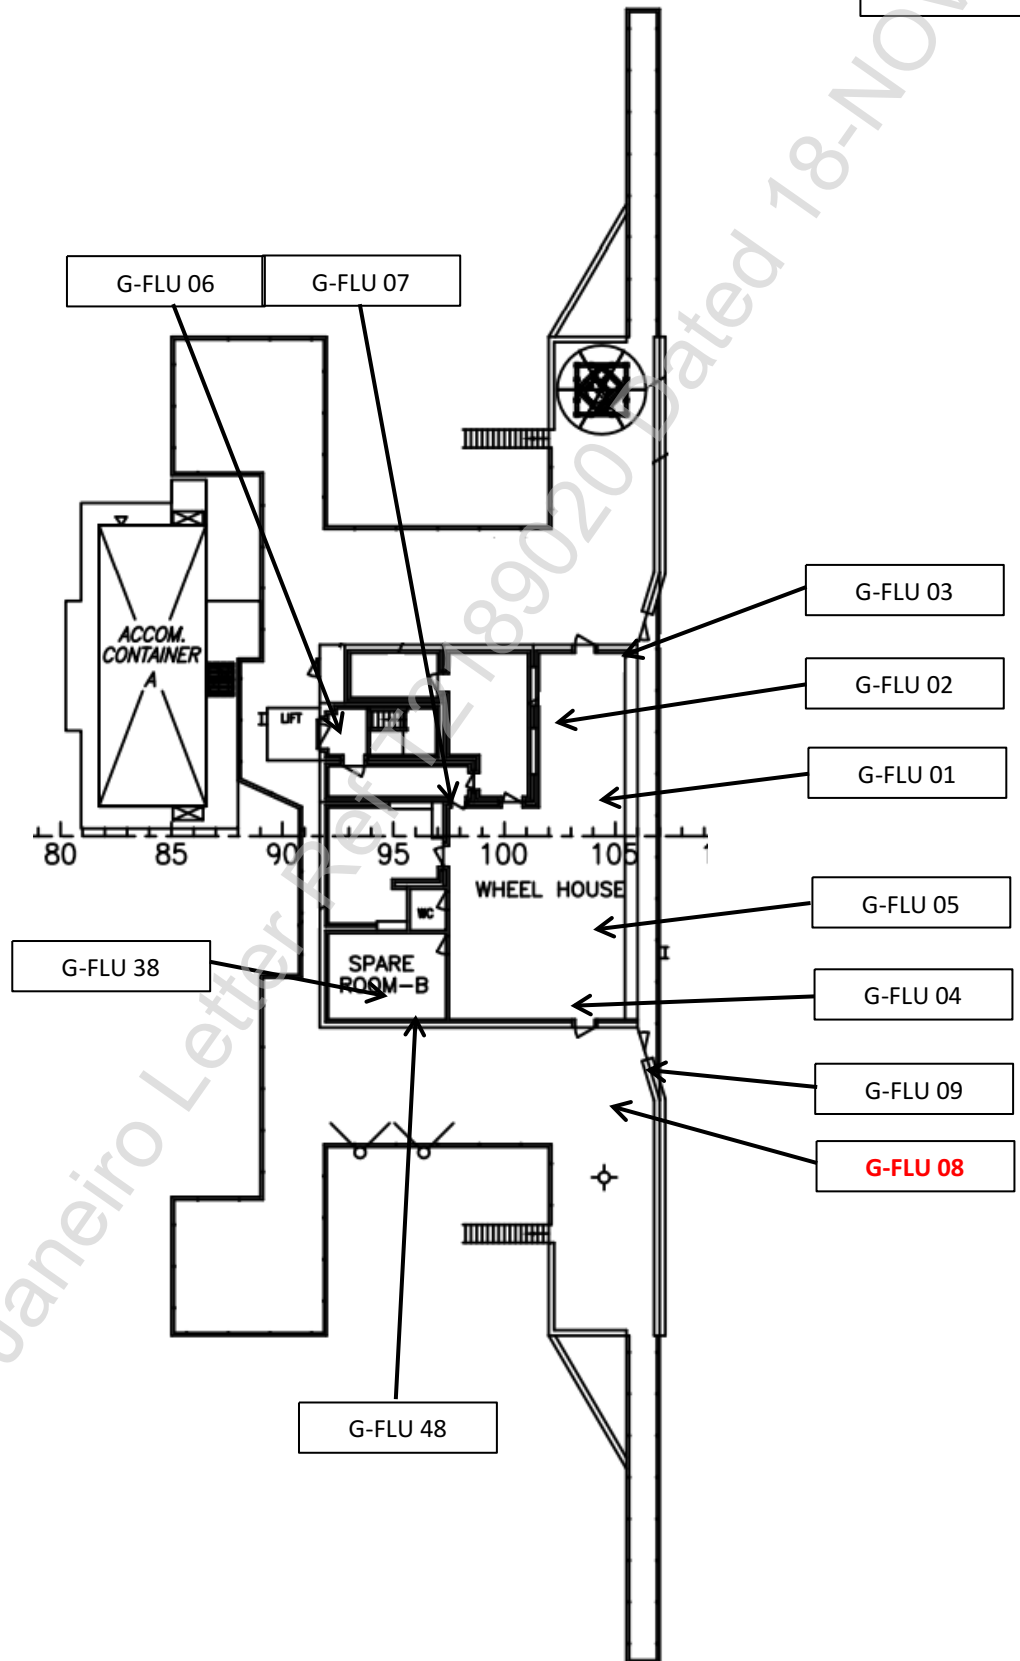 G-FLU 06
G-FLU 07
G-FLU 03
ACCOM.
CONTAINER
A
G-FLU 02
LIFT
G-FLU 01
80 85 90 95 100 105
WHEEL HOUSE
G-FLU 05
WC
G-FLU 38
SPARE
ROOM-B
G-FLU 04
G-FLU 09
G-FLU 08
G-FLU 48
Janeiro Letter Ref T2189020 Dated 18-NOV